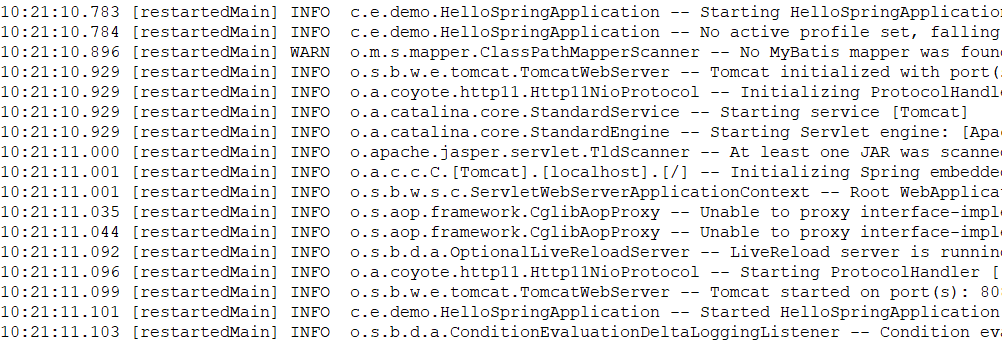 10:21:10.783 [restartedMain] INFO  c.e.demo.HelloSpringApplication -- Starting HelloSpringApplication
10:21:10.784 [restartedMain] INFO  c.e.demo.HelloSpringApplication -- No active profile set, falling
10:21:10.896 [restartedMain] WARN  o.m.s.mapper.ClassPathMapperScanner -- No MyBatis mapper was foun
10:21:10.929 [restartedMain] INFO  o.s.b.w.e.tomcat.TomcatWebServer -- Tomcat initialized with port(s
10:21:10.929 [restartedMain] INFO  o.a.coyote.http11.Http11NioProtocol -- Initializing ProtocolHandle
10:21:10.929 [restartedMain] INFO  o.a.catalina.core.StandardService -- Starting service [Tomcat]
10:21:10.929 [restartedMain] INFO  o.a.catalina.core.StandardEngine -- Starting Servlet engine: [Apa
10:21:11.000 [restartedMain] INFO  o.apache.jasper.servlet.TldScanner -- At least one JAR was scanne
10:21:11.001 [restartedMain] INFO  o.a.c.c.C.[Tomcat].[localhost].[/] -- Initializing Spring embedde
10:21:11.001 [restartedMain] INFO  o.s.b.w.s.c.ServletWebServerApplicationContext -- Root WebApplicat
10:21:11.035 [restartedMain] INFO  o.s.aop.framework.CglibAopProxy -- Unable to proxy interface-imple
10:21:11.044 [restartedMain] INFO  o.s.aop.framework.CglibAopProxy -- Unable to proxy interface-imple
10:21:11.092 [restartedMain] INFO  o.s.b.d.a.OptionalLiveReloadServer -- LiveReload server is runnin
10:21:11.096 [restartedMain] INFO  o.a.coyote.http11.Http11NioProtocol -- Starting ProtocolHandler [
10:21:11.099 [restartedMain] INFO  o.s.b.w.e.tomcat.TomcatWebServer -- Tomcat started on port(s): 80
10:21:11.101 [restartedMain] INFO  c.e.demo.HelloSpringApplication -- Started HelloSpringApplication
10:21:11.103 [restartedMain] INFO  o.s.b.d.a.ConditionEvaluationDeltaLoggingListener -- Condition eva